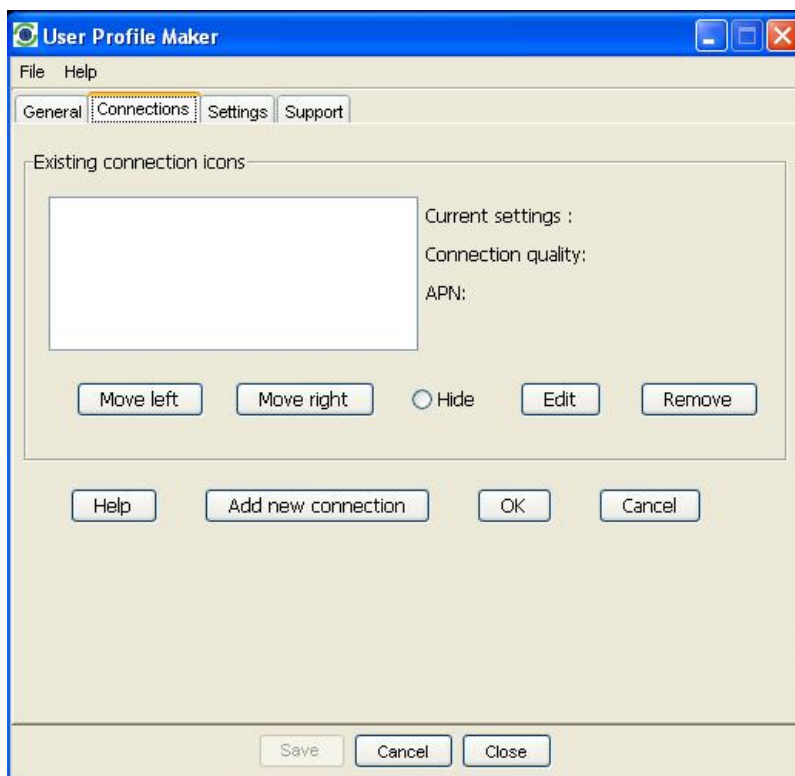 User Profile Maker
File Help
General Connections Settings Support
Existing connection icons
Current settings :
Connection quality:
APN:
Move left Move right Hide Edit Remove
Help Add new connection OK Cancel
Save Cancel Close